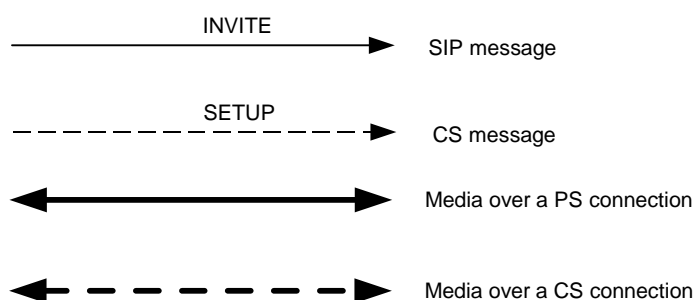 INVITE
SIP message
SETUP
CS message
Media over a PS connection
Media over a CS connection